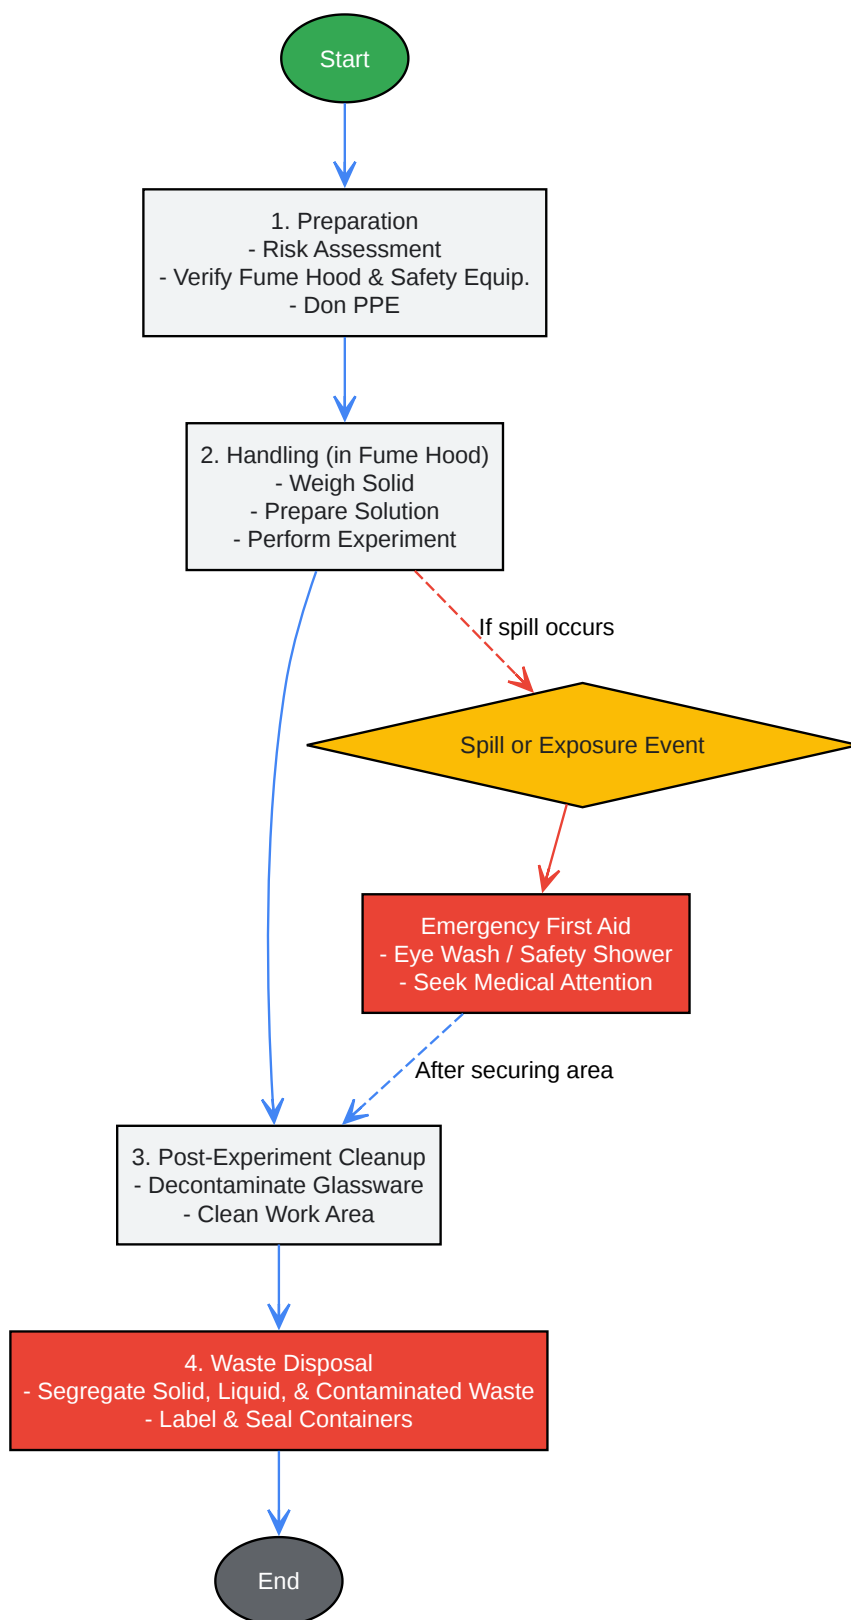 Start
1. Preparation
- Risk Assessment
- Verify Fume Hood & Safety Equip.
- Don PPE
2. Handling (in Fume Hood)
- Weigh Solid
- Prepare Solution
- Perform Experiment
If spill occurs
Spill or Exposure Event
Emergency First Aid
- Eye Wash / Safety Shower
- Seek Medical Attention
After securing area
3. Post-Experiment Cleanup
- Decontaminate Glassware
- Clean Work Area
4. Waste Disposal
- Segregate Solid, Liquid, & Contaminated Waste
- Label & Seal Containers
End